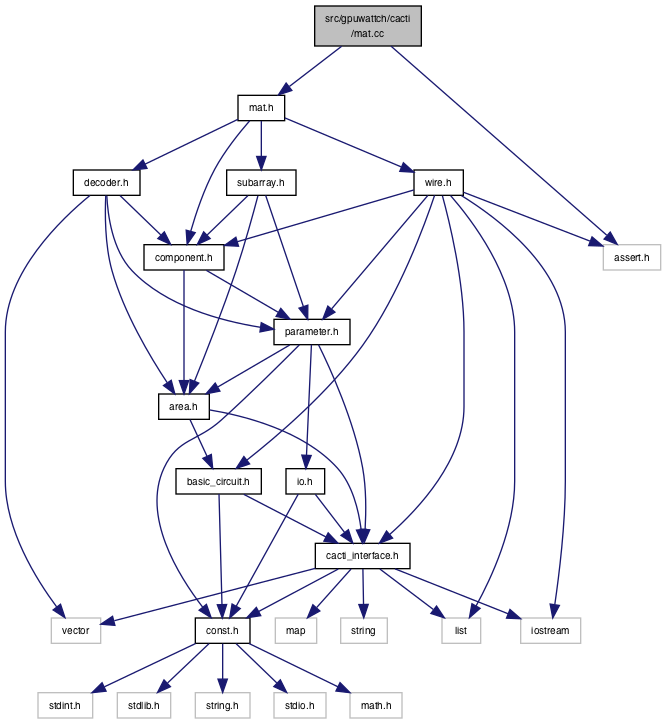 src/gpuwattch/cacti
/mat.cc
mat.h
decoder.h
subarray.h
wire.h
component.h
assert.h
parameter.h
area.h
basic_circuit.h
io.h
cacti_interface.h
vector
const.h
map
string
list
iostream
stdint.h
stdlib.h
string.h
stdio.h
math.h